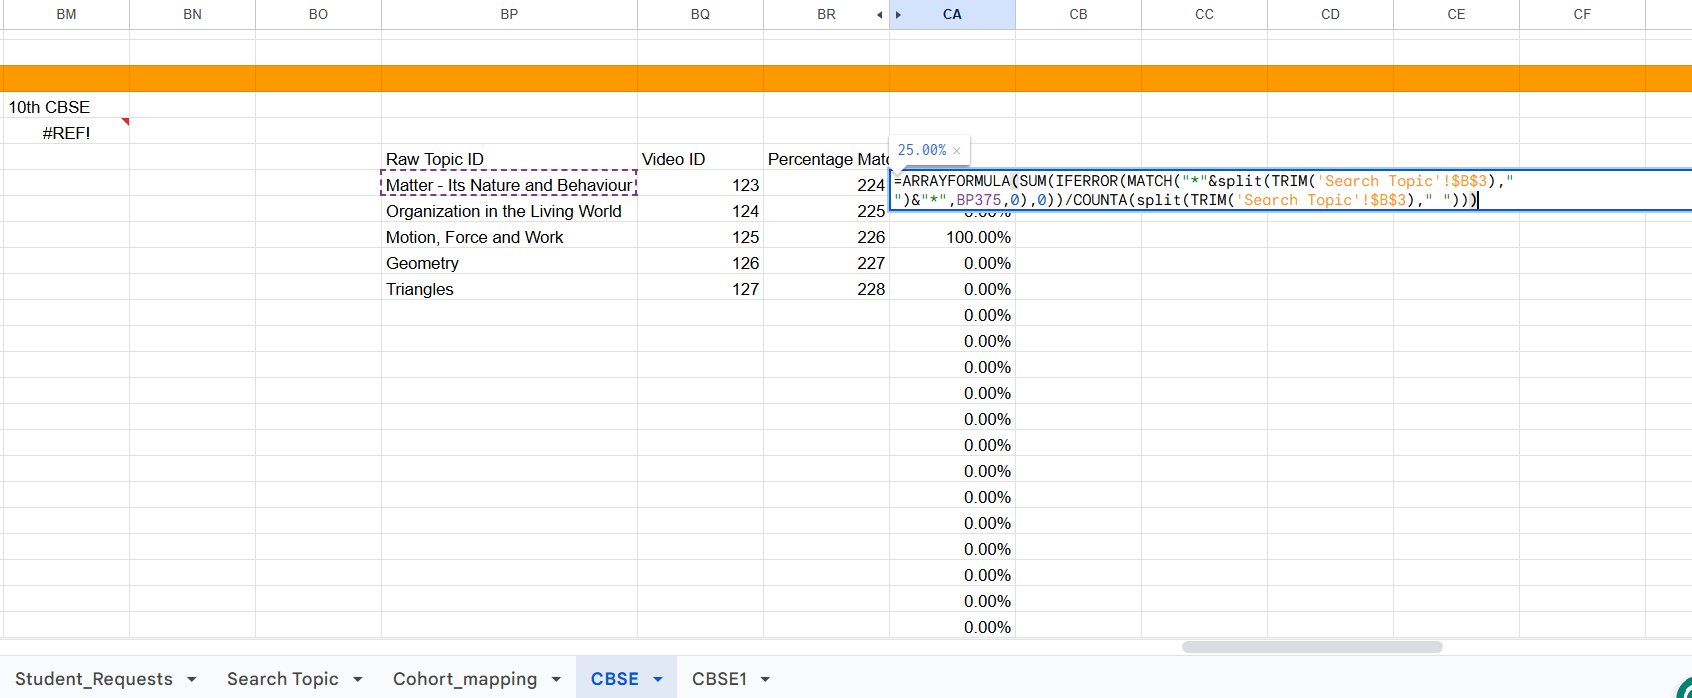 BM BN BO BP BQ BR CA CB CC CD CE CF
10th CBSE
#REF!
Raw Topic ID Video ID Percentage Matc
25.00% ×
Matter - Its Nature and Behaviour 123 224
=ARRAYFORMULA(SUM(IFERROR(MATCH("*"&split(TRIM('Search Topic'!$B$3),"
")&"*",BP375,0),0))/COUNTA(split(TRIM('Search Topic'!$B$3)," ")))
Organization in the Living World 124 225 0.00%
Motion, Force and Work 125 226 100.00%
Geometry 126 227 0.00%
Triangles 127 228 0.00%
0.00%
0.00%
0.00%
0.00%
0.00%
0.00%
0.00%
0.00%
0.00%
0.00%
0.00%
0.00%
0.00%
Student_Requests Search Topic Cohort_mapping CBSE CBSE1